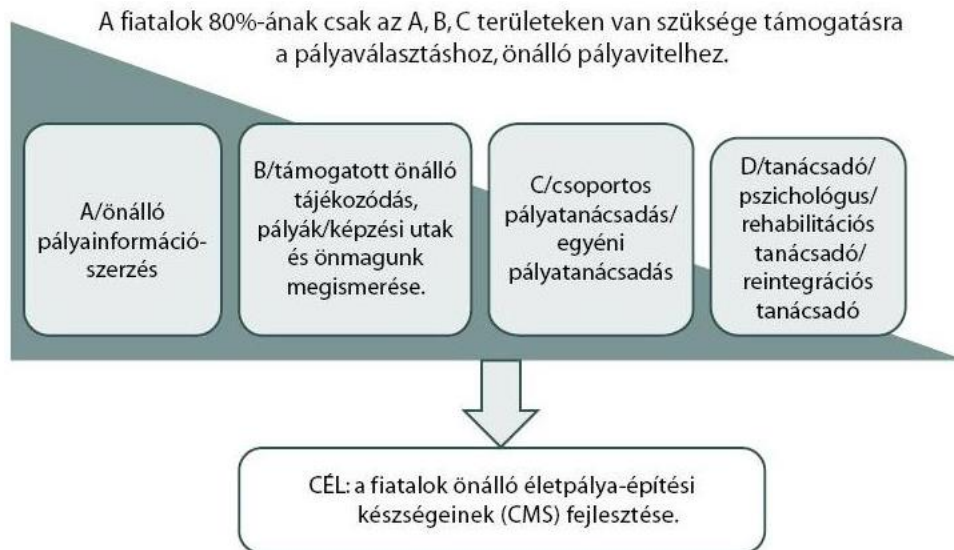 A fiatalok 80%-ának csak az A, B, C területeken van szüksége támogatásra
a pályaválasztáshoz, önálló pályavitelhez.
A/önálló
pályainformáció-
szerzés
B/támogatott önálló
tájékozódás,
pályák/képzési utak
és önmagunk
megismerése.
C/csoportos
pályatanácsadás/
egyéni
pályatanácsadás
D/tanácsadó/
pszichológus/
rehabilitációs
tanácsadó/
reintegrációs
tanácsadó
CÉL: a fiatalok önálló életpálya-építési
készségeinek (CMS) fejlesztése.